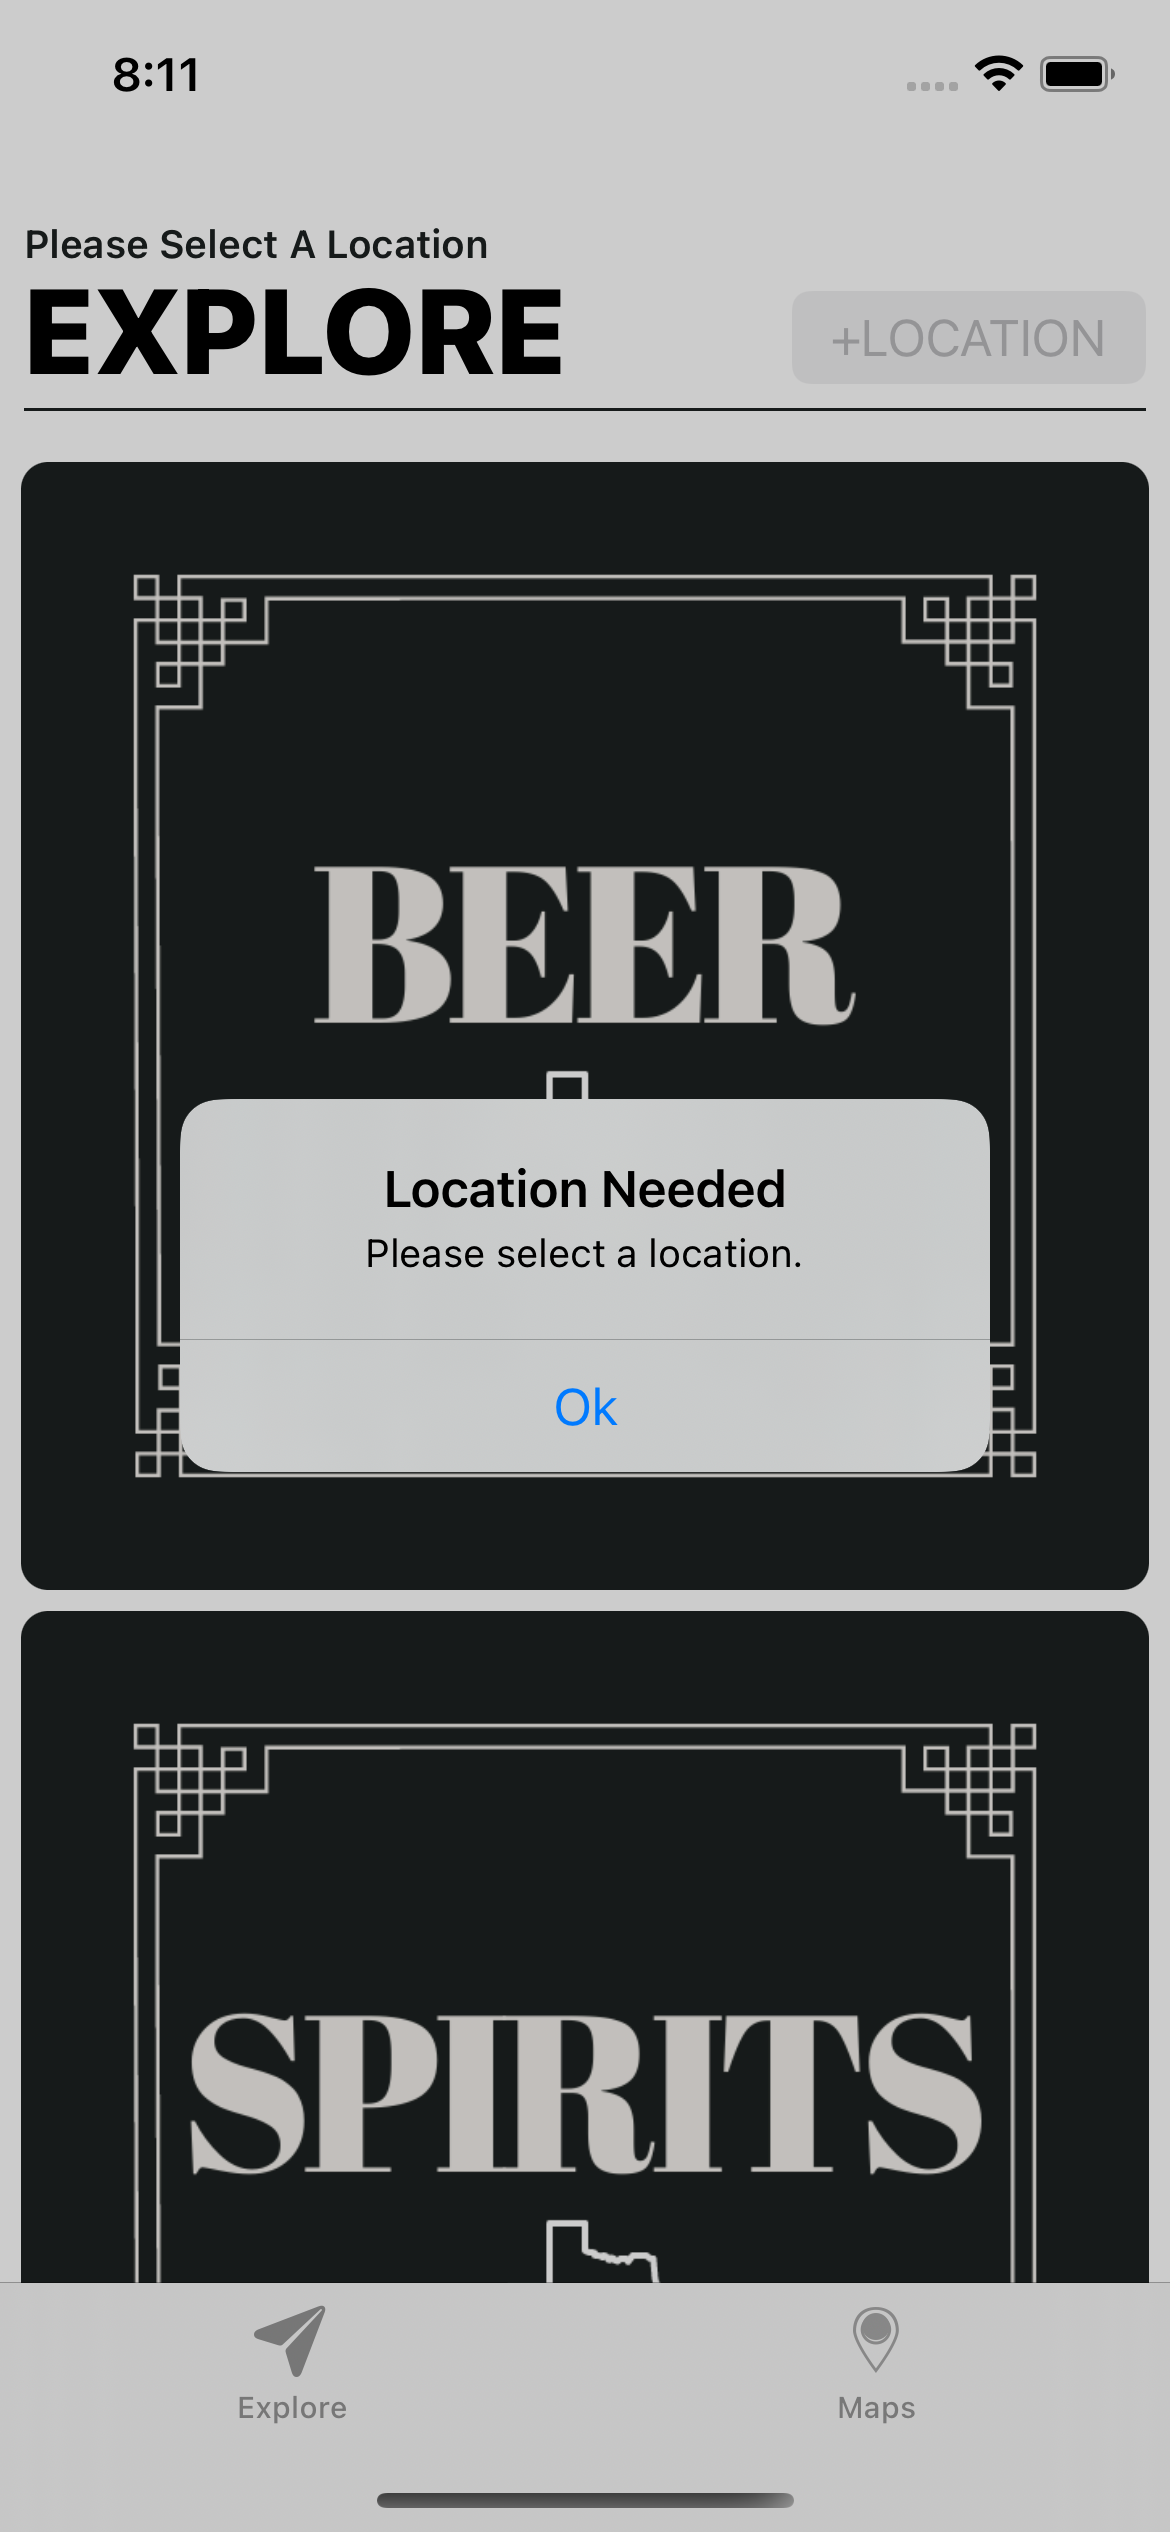 8:11
Please Select A Location
EXPLORE
+LOCATION
BEER
Location Needed
Please select a location.
Ok
SPIRITS
Explore
Maps